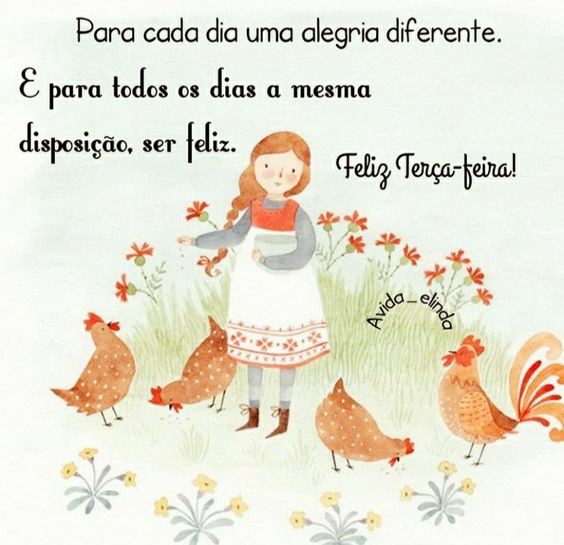 Para cada dia uma alegria diferente.
E para todos os dias a mesma
disposição, ser feliz.
Feliz Terça-feira!
Avida_elinda